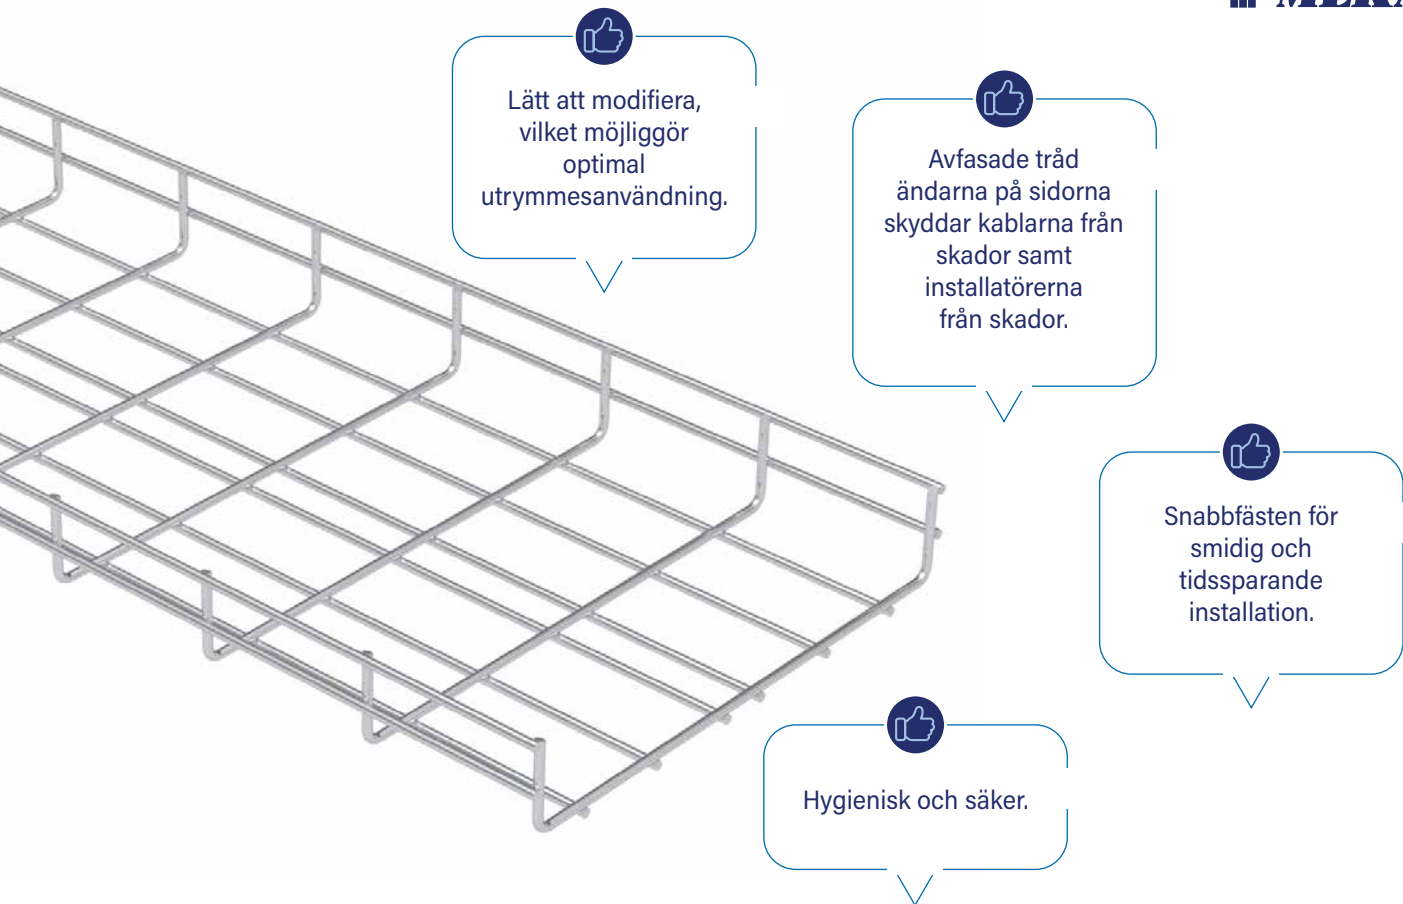 Lätt att modifiera,
vilket möjliggör
optimal
utrymmesanvändning.
Avfasade tråd
ändarna på sidorna
skyddar kablarna från
skador samt
installatörerna
från skador.
Snabbfästen för
smidig och
tidssparande
installation.
Hygienisk och säker.